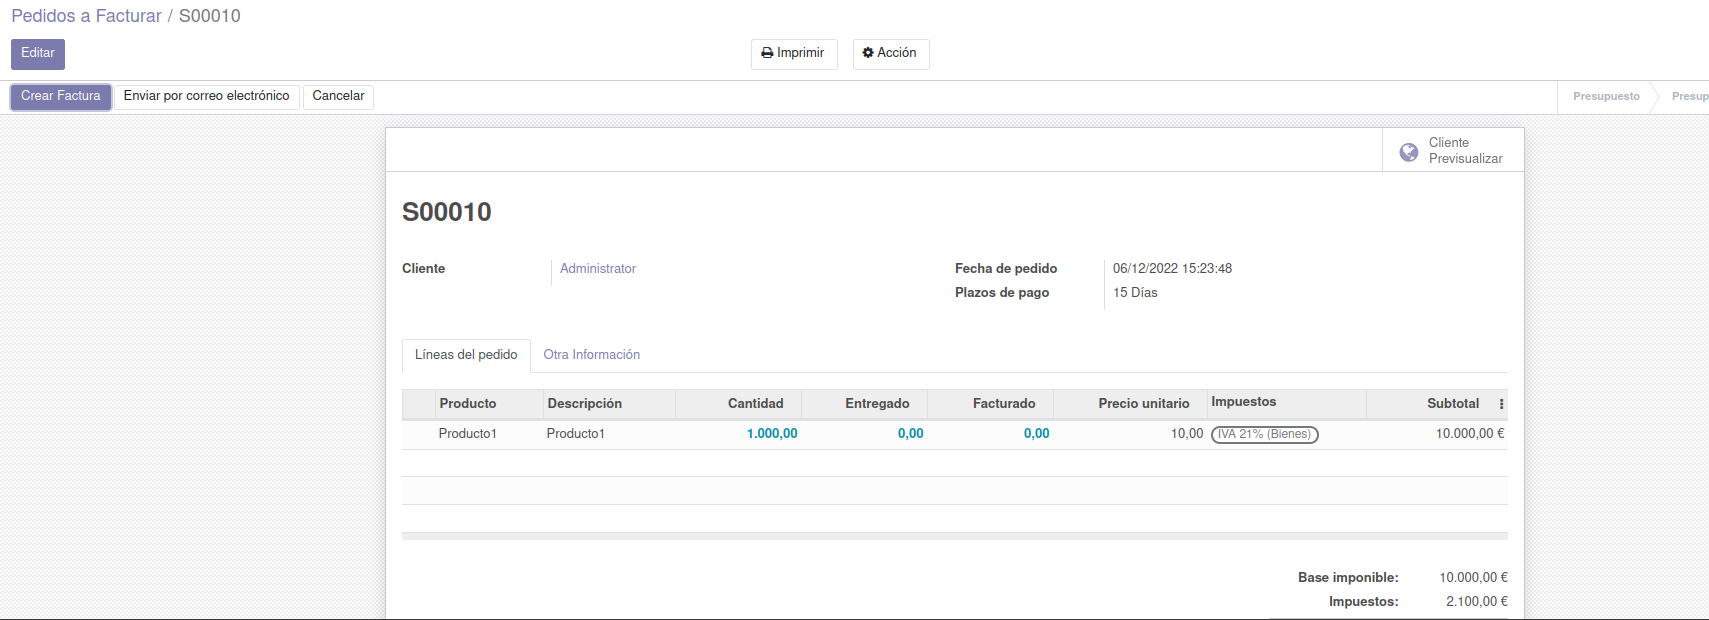 Pedidos a Facturar / S00010
Editar
Imprimir Acción
Crear Factura Enviar por correo electrónico Cancelar Presupuesto Presup
Cliente
Previsualizar
S00010
Cliente Administrator Fecha de pedido 06/12/2022 15:23:48
Plazos de pago 15 Días
Líneas del pedido Otra Información
Producto Descripción Cantidad Entregado Facturado Precio unitario Impuestos Subtotal
Producto1 Producto1 1.000,00 0,00 0,00 10,00 IVA 21% (Bienes) 10.000,00 €
Base imponible: 10.000,00 €
Impuestos: 2.100,00 €